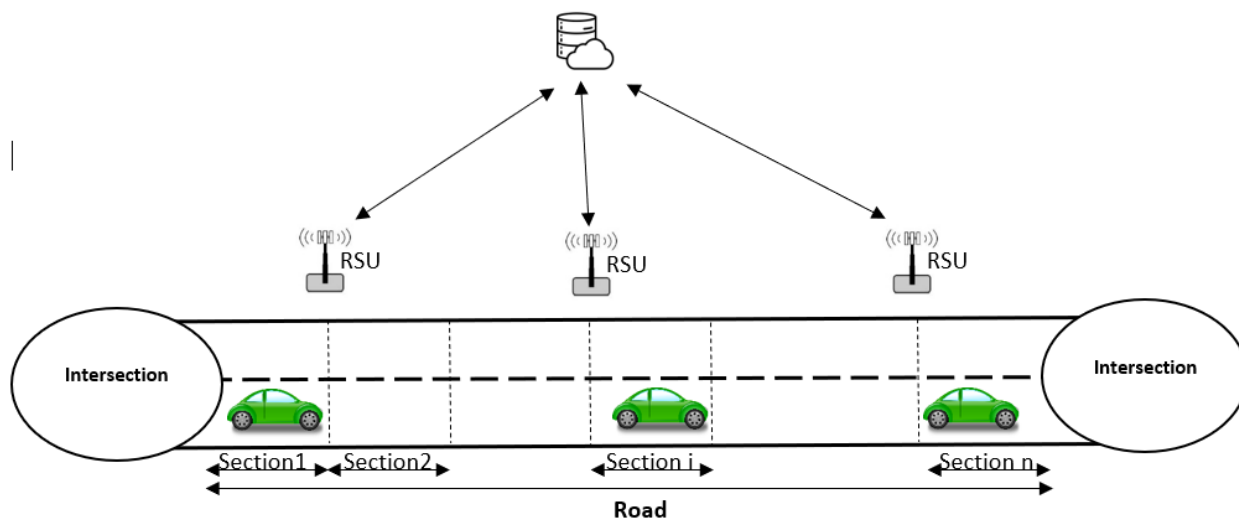 RSU
RSU
RSU
Intersection
Intersection
Section1
Section2
Section i
Section n
Road